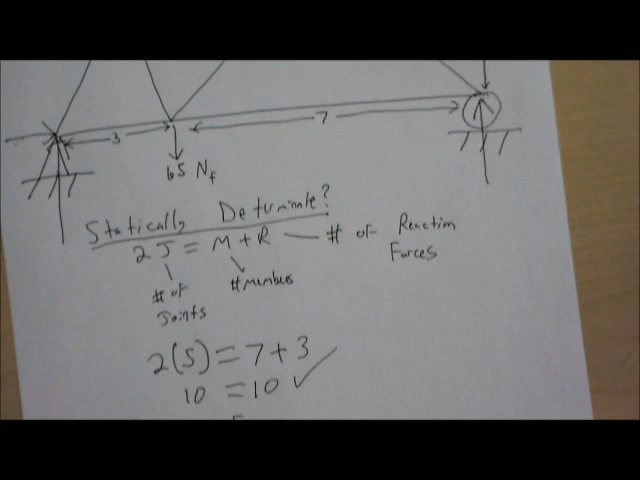 3
7
65 Nf
Statically Determinate?
2J = M + R — # of Reaction Forces
# of Joints
# Members
2(5) = 7 + 3
10 = 10 ✓